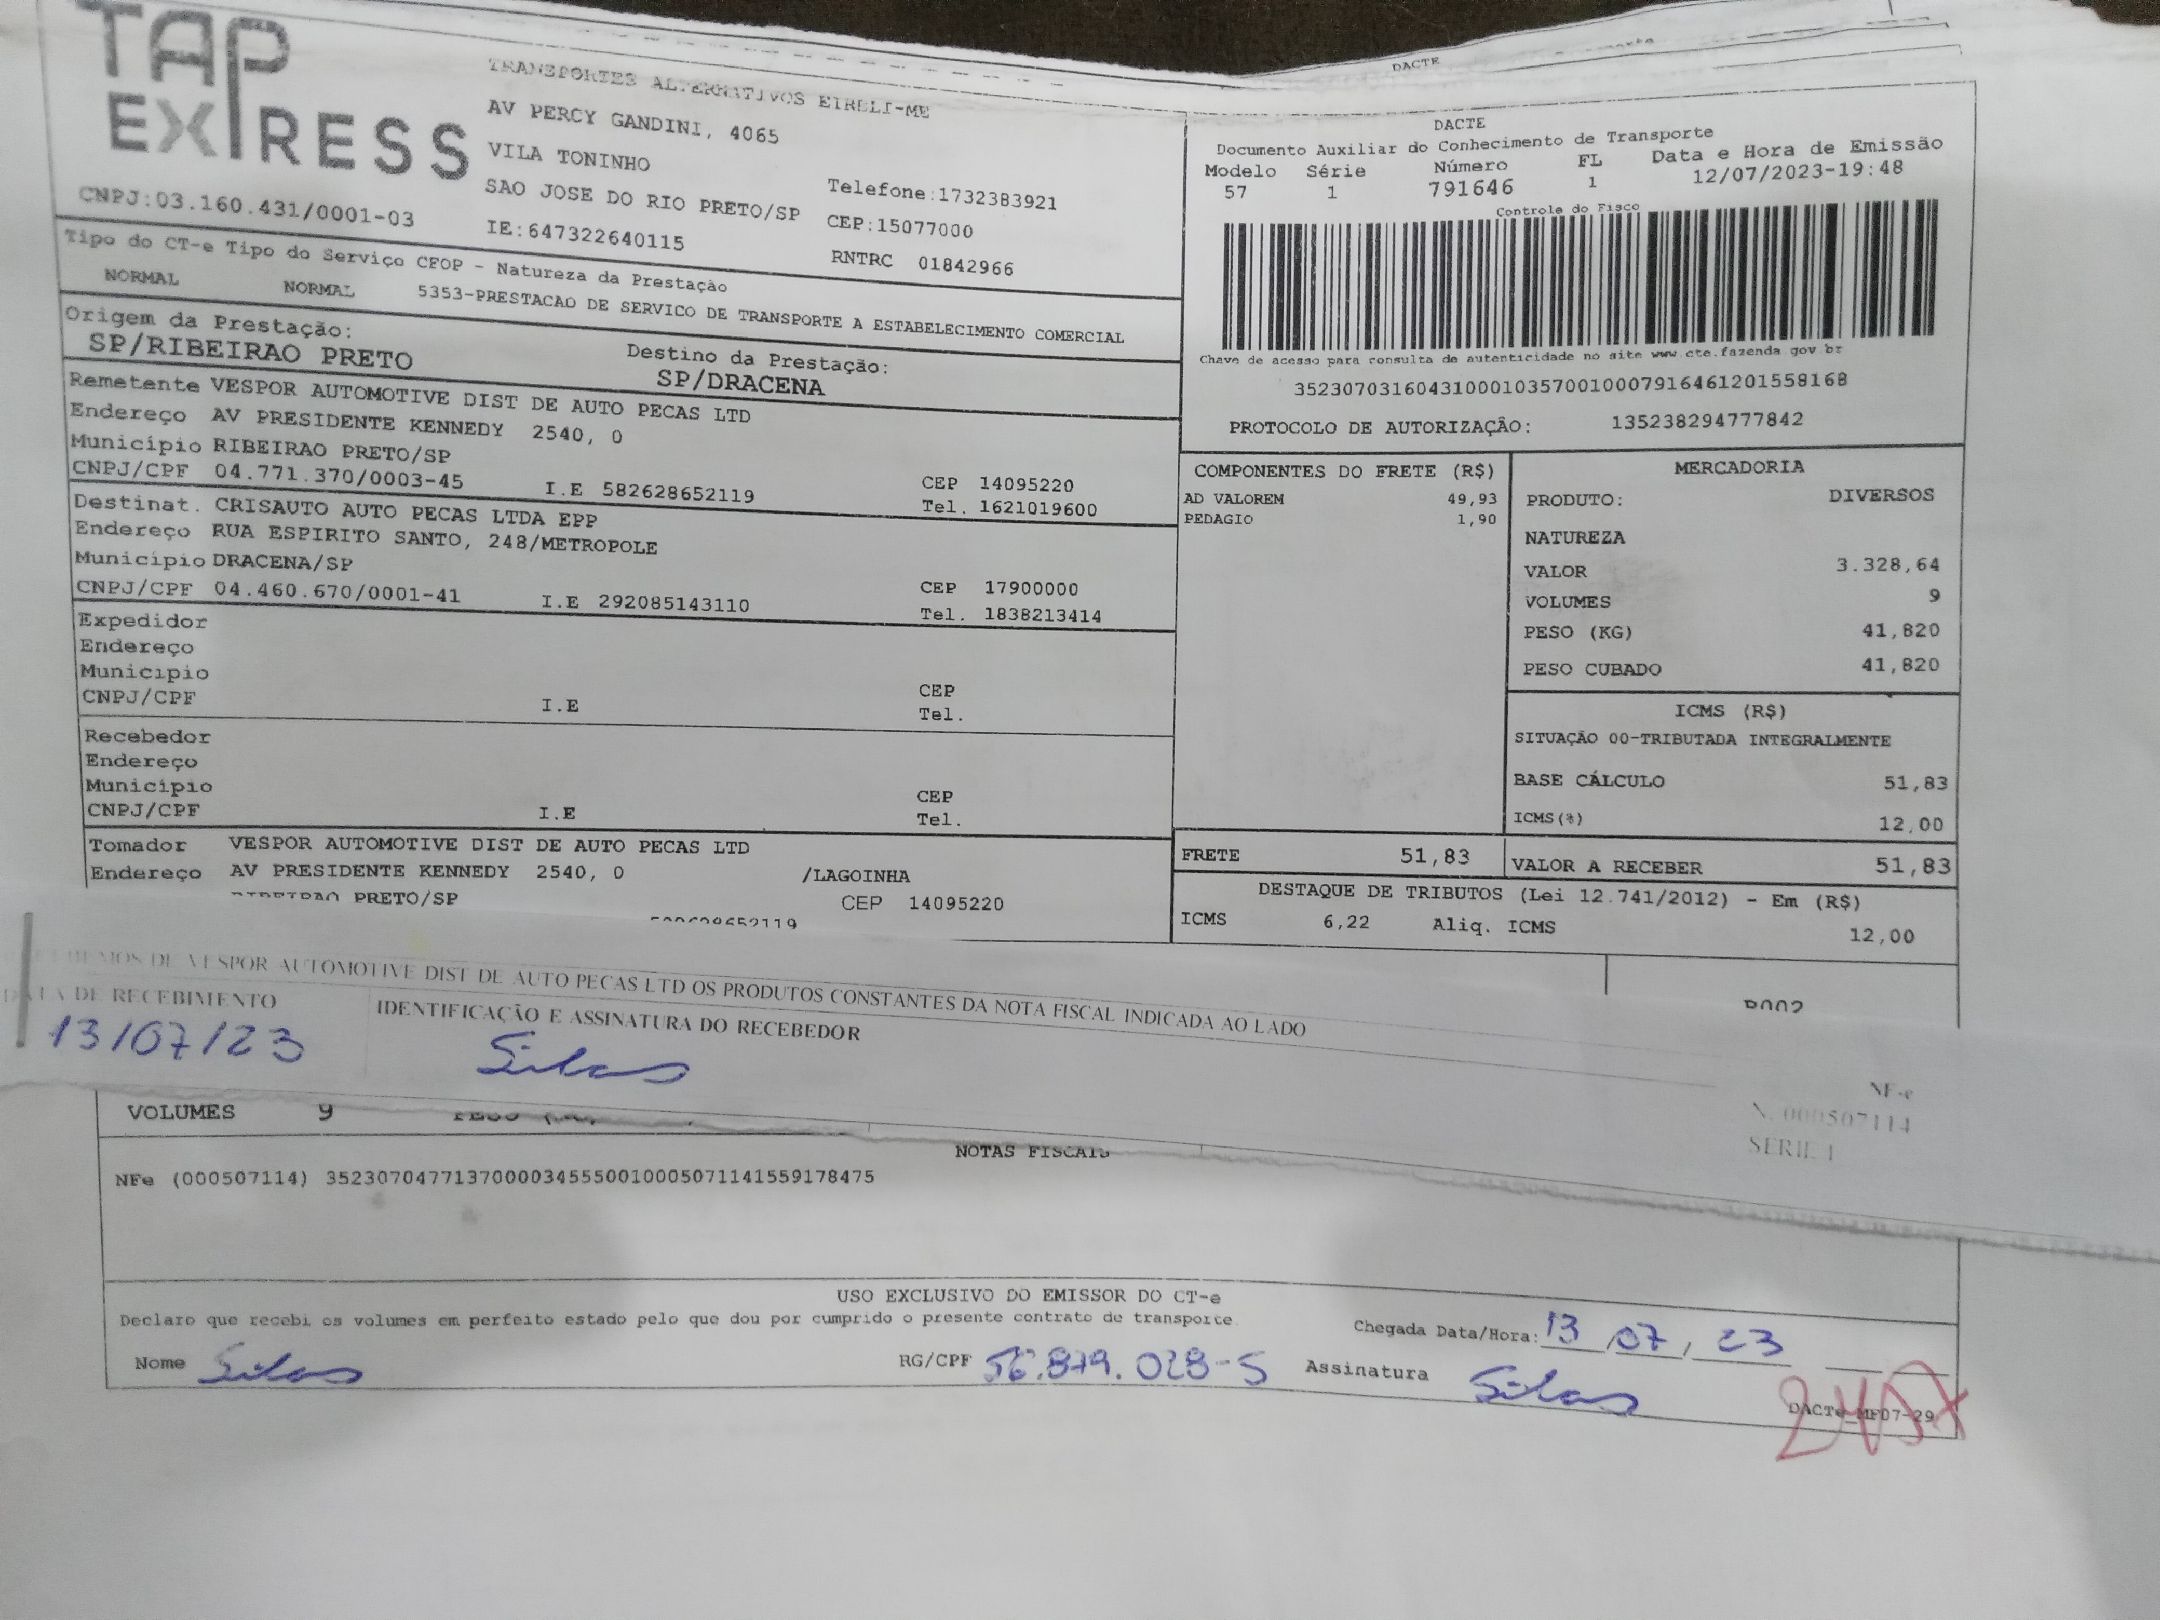 DACTE
TAP EXPRESS
TRANSPORTES ALTERNATIVOS EIRELI-ME
AV PERCY GANDINI, 4065
VILA TONINHO
SAO JOSE DO RIO PRETO/SP
Telefone:1732383921
CNPJ:03.160.431/0001-03
IE:647322640115
CEP:15077000
RNTRC 01842966
DACTE
Documento Auxiliar do Conhecimento de Transporte
Modelo Série Número FL Data e Hora de Emissão
57 1 791646 1 12/07/2023-19:48
Controle do Fisco
Chave de acesso para consulta de autenticidade no site www.cte.fazenda gov br
35230703160431000103570010007916461201558168
PROTOCOLO DE AUTORIZAÇÃO: 135238294777842
Tipo do CT-e Tipo do Serviço CFOP - Natureza da Prestação
NORMAL NORMAL 5353-PRESTACAO DE SERVICO DE TRANSPORTE A ESTABELECIMENTO COMERCIAL
Origem da Prestação:
SP/RIBEIRAO PRETO
Destino da Prestação:
SP/DRACENA
Remetente VESPOR AUTOMOTIVE DIST DE AUTO PECAS LTD
Endereço AV PRESIDENTE KENNEDY 2540, 0
Município RIBEIRAO PRETO/SP CEP 14095220
CNPJ/CPF 04.771.370/0003-45 I.E 582628652119 Tel. 1621019600
Destinat. CRISAUTO AUTO PECAS LTDA EPP
Endereço RUA ESPIRITO SANTO, 248/METROPOLE
Município DRACENA/SP CEP 17900000
CNPJ/CPF 04.460.670/0001-41 I.E 292085143110 Tel. 1838213414
Expedidor
Endereço
Município CEP
CNPJ/CPF I.E Tel.
Recebedor
Endereço
Município CEP
CNPJ/CPF I.E Tel.
Tomador VESPOR AUTOMOTIVE DIST DE AUTO PECAS LTD
Endereço AV PRESIDENTE KENNEDY 2540, 0 /LAGOINHA
RIBEIRAO PRETO/SP CEP 14095220
COMPONENTES DO FRETE (R$)
AD VALOREM 49,93
PEDAGIO 1,90
MERCADORIA
PRODUTO: DIVERSOS
NATUREZA
VALOR 3.328,64
VOLUMES 9
PESO (KG) 41,820
PESO CUBADO 41,820
ICMS (R$)
SITUAÇÃO 00-TRIBUTADA INTEGRALMENTE
BASE CÁLCULO 51,83
ICMS(%) 12,00
FRETE 51,83 VALOR A RECEBER 51,83
DESTAQUE DE TRIBUTOS (Lei 12.741/2012) - Em (R$)
ICMS 6,22 Aliq. ICMS 12,00
DE VESPOR AUTOMOTIVE DIST DE AUTO PECAS LTD OS PRODUTOS CONSTANTES DA NOTA FISCAL INDICADA AO LADO
DATA DE RECEBIMENTO IDENTIFICAÇÃO E ASSINATURA DO RECEBEDOR
13/07/23 Silas
NF-e
N. 000507114
SÉRIE 1
VOLUMES 9
NOTAS FISCAIS
NFe (000507114) 35230704771370000345550010005071141559178475
USO EXCLUSIVO DO EMISSOR DO CT-e
Declaro que recebi os volumes em perfeito estado pelo que dou por cumprido o presente contrato de transporte
Chegada Data/Hora: 13/07/23
Nome Silas RG/CPF 56.879.028-5 Assinatura Silas
DACTe_MF07-29